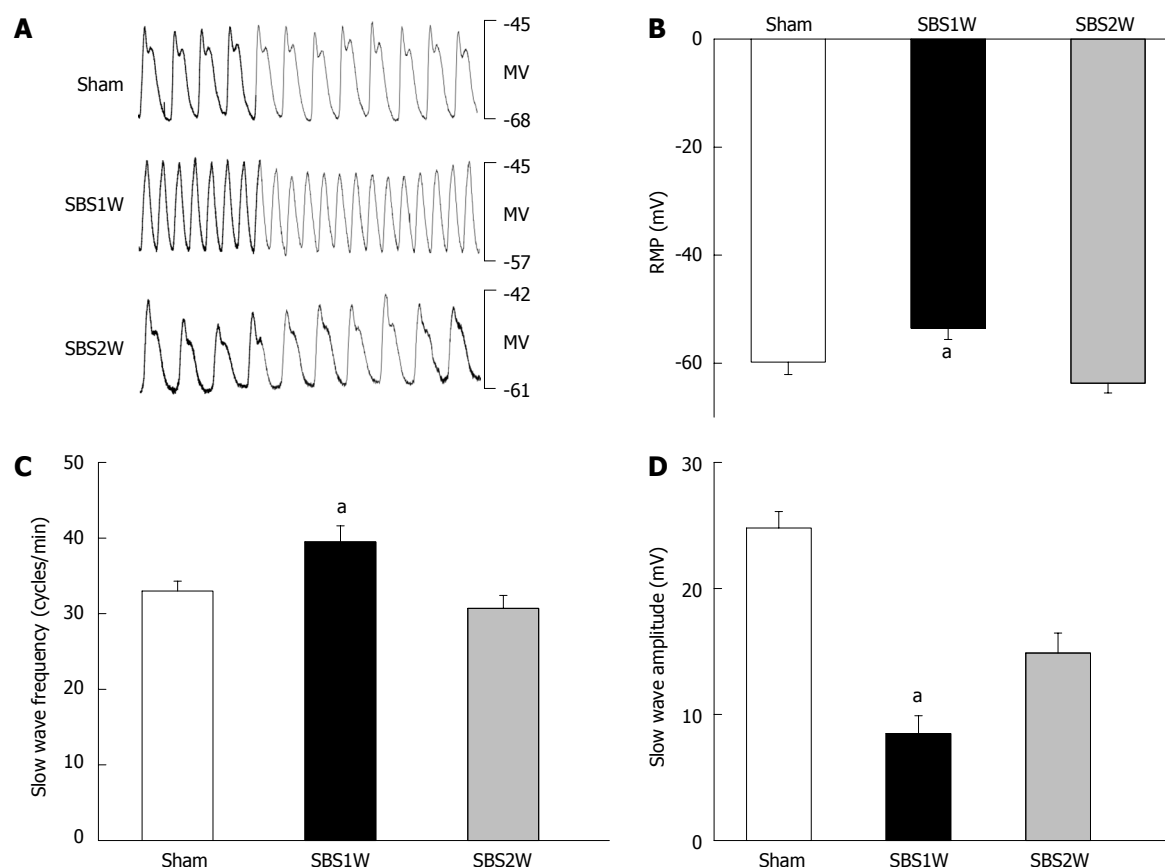 A
Sham
-45
MV
-68
SBS1W
-45
MV
-57
SBS2W
-42
MV
-61
B
Sham SBS1W SBS2W
0
-20
-40
-60
RMP (mV)
a
C
50
40
30
20
10
0
Slow wave frequency (cycles/min)
a
Sham SBS1W SBS2W
D
30
20
10
0
Slow wave amplitude (mV)
a
Sham SBS1W SBS2W